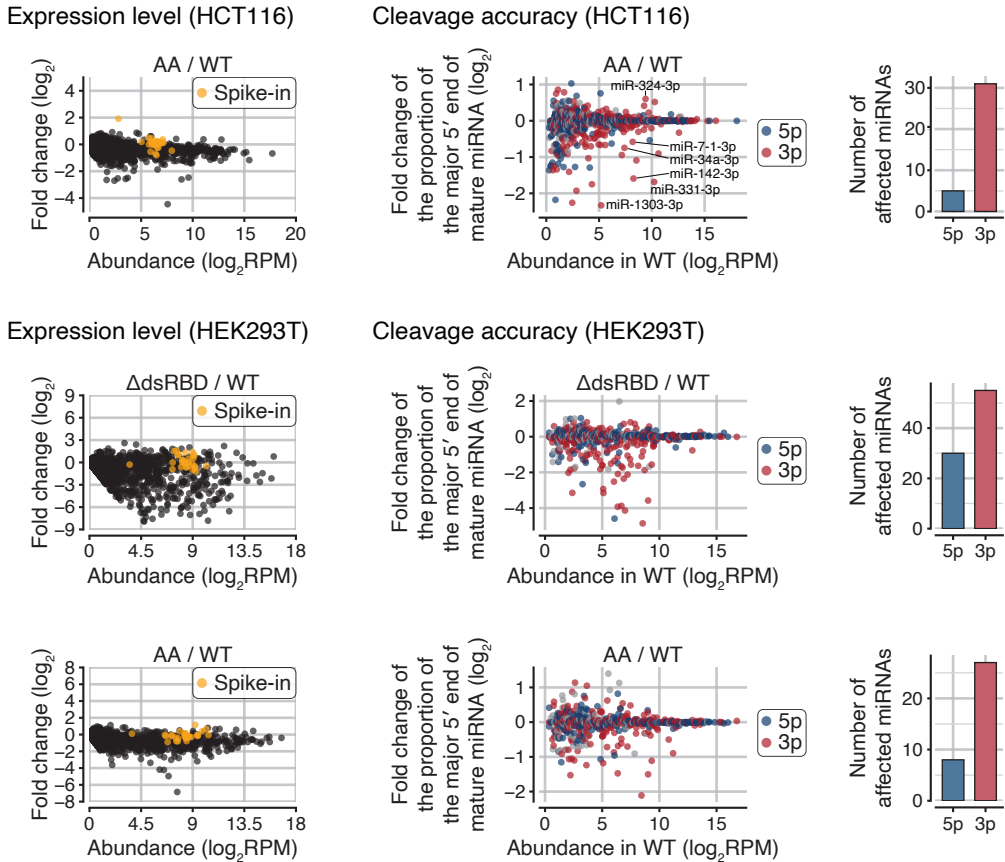 Expression level (HCT116)
Cleavage accuracy (HCT116)
AA / WT
Fold change (log2)
4
2
0
−2
−4
Spike-in
0
5
10
15
20
Abundance (log2RPM)
AA / WT
Fold change of
the proportion of
the major 5′ end of
mature miRNA (log2)
1
0
−1
−2
miR-324-3p
miR-7-1-3p
miR-34a-3p
miR-142-3p
miR-331-3p
miR-1303-3p
0
5
10
15
Abundance in WT (log2RPM)
5p
3p
Number of
affected miRNAs
30
20
10
0
5p
3p
Expression level (HEK293T)
Cleavage accuracy (HEK293T)
ΔdsRBD / WT
Fold change (log2)
9
6
3
0
−3
−6
−9
Spike-in
0
4.5
9
13.5
18
Abundance (log2RPM)
ΔdsRBD / WT
Fold change of
the proportion of
the major 5′ end of
mature miRNA (log2)
2
0
−2
−4
0
5
10
15
Abundance in WT (log2RPM)
5p
3p
Number of
affected miRNAs
40
20
0
5p
3p
AA / WT
Fold change (log2)
8
6
4
2
0
−2
−4
−6
−8
Spike-in
0
4.5
9
13.5
18
Abundance (log2RPM)
AA / WT
Fold change of
the proportion of
the major 5′ end of
mature miRNA (log2)
1
0
−1
−2
0
5
10
15
Abundance in WT (log2RPM)
5p
3p
Number of
affected miRNAs
20
10
0
5p
3p